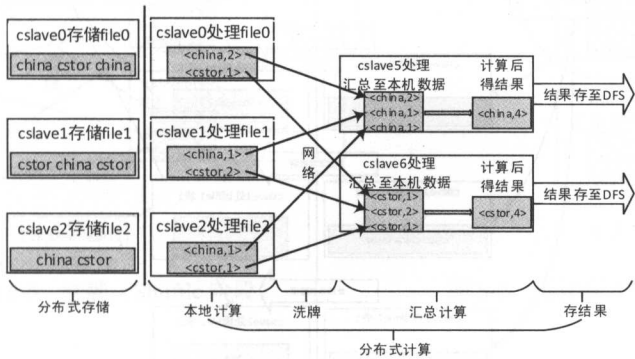 cslave0存储file0
china cstor china
cslave1存储file1
cstor china cstor
cslave2存储file2
china cstor
cslave0处理file0
<china,2>
<cstor,1>
cslave1处理file1
<china,1>
<cstor,2>
cslave2处理file2
<china,1>
<cstor,1>
网络
cslave5处理
汇总至本机数据
<china,2>
<china,1>
<china,1>
计算后
得结果
<china,4>
结果存至DFS
cslave6处理
汇总至本机数据
<cstor,1>
<cstor,2>
<cstor,1>
计算后
得结果
<cstor,4>
结果存至DFS
分布式存储
本地计算
洗牌
汇总计算
存结果
分布式计算